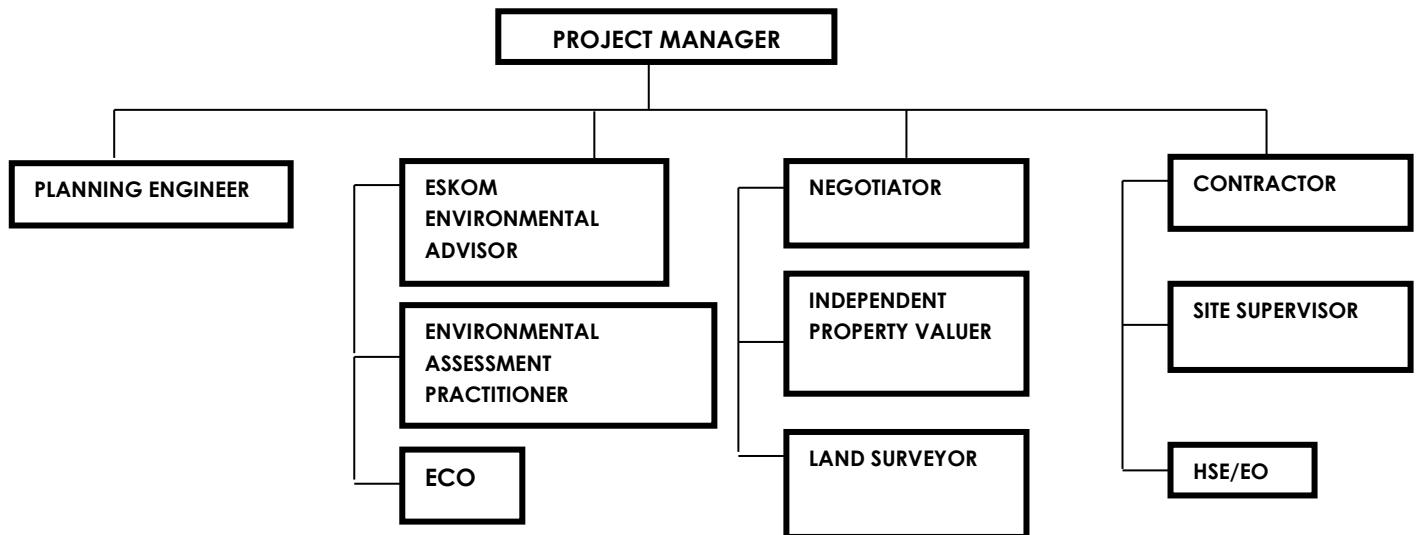 PROJECT MANAGER
PLANNING ENGINEER
ESKOM
ENVIRONMENTAL
ADVISOR
NEGOTIATOR
CONTRACTOR
ENVIRONMENTAL
ASSESSMENT
PRACTITIONER
INDEPENDENT
PROPERTY VALUER
SITE SUPERVISOR
ECO
LAND SURVEYOR
HSE/EO